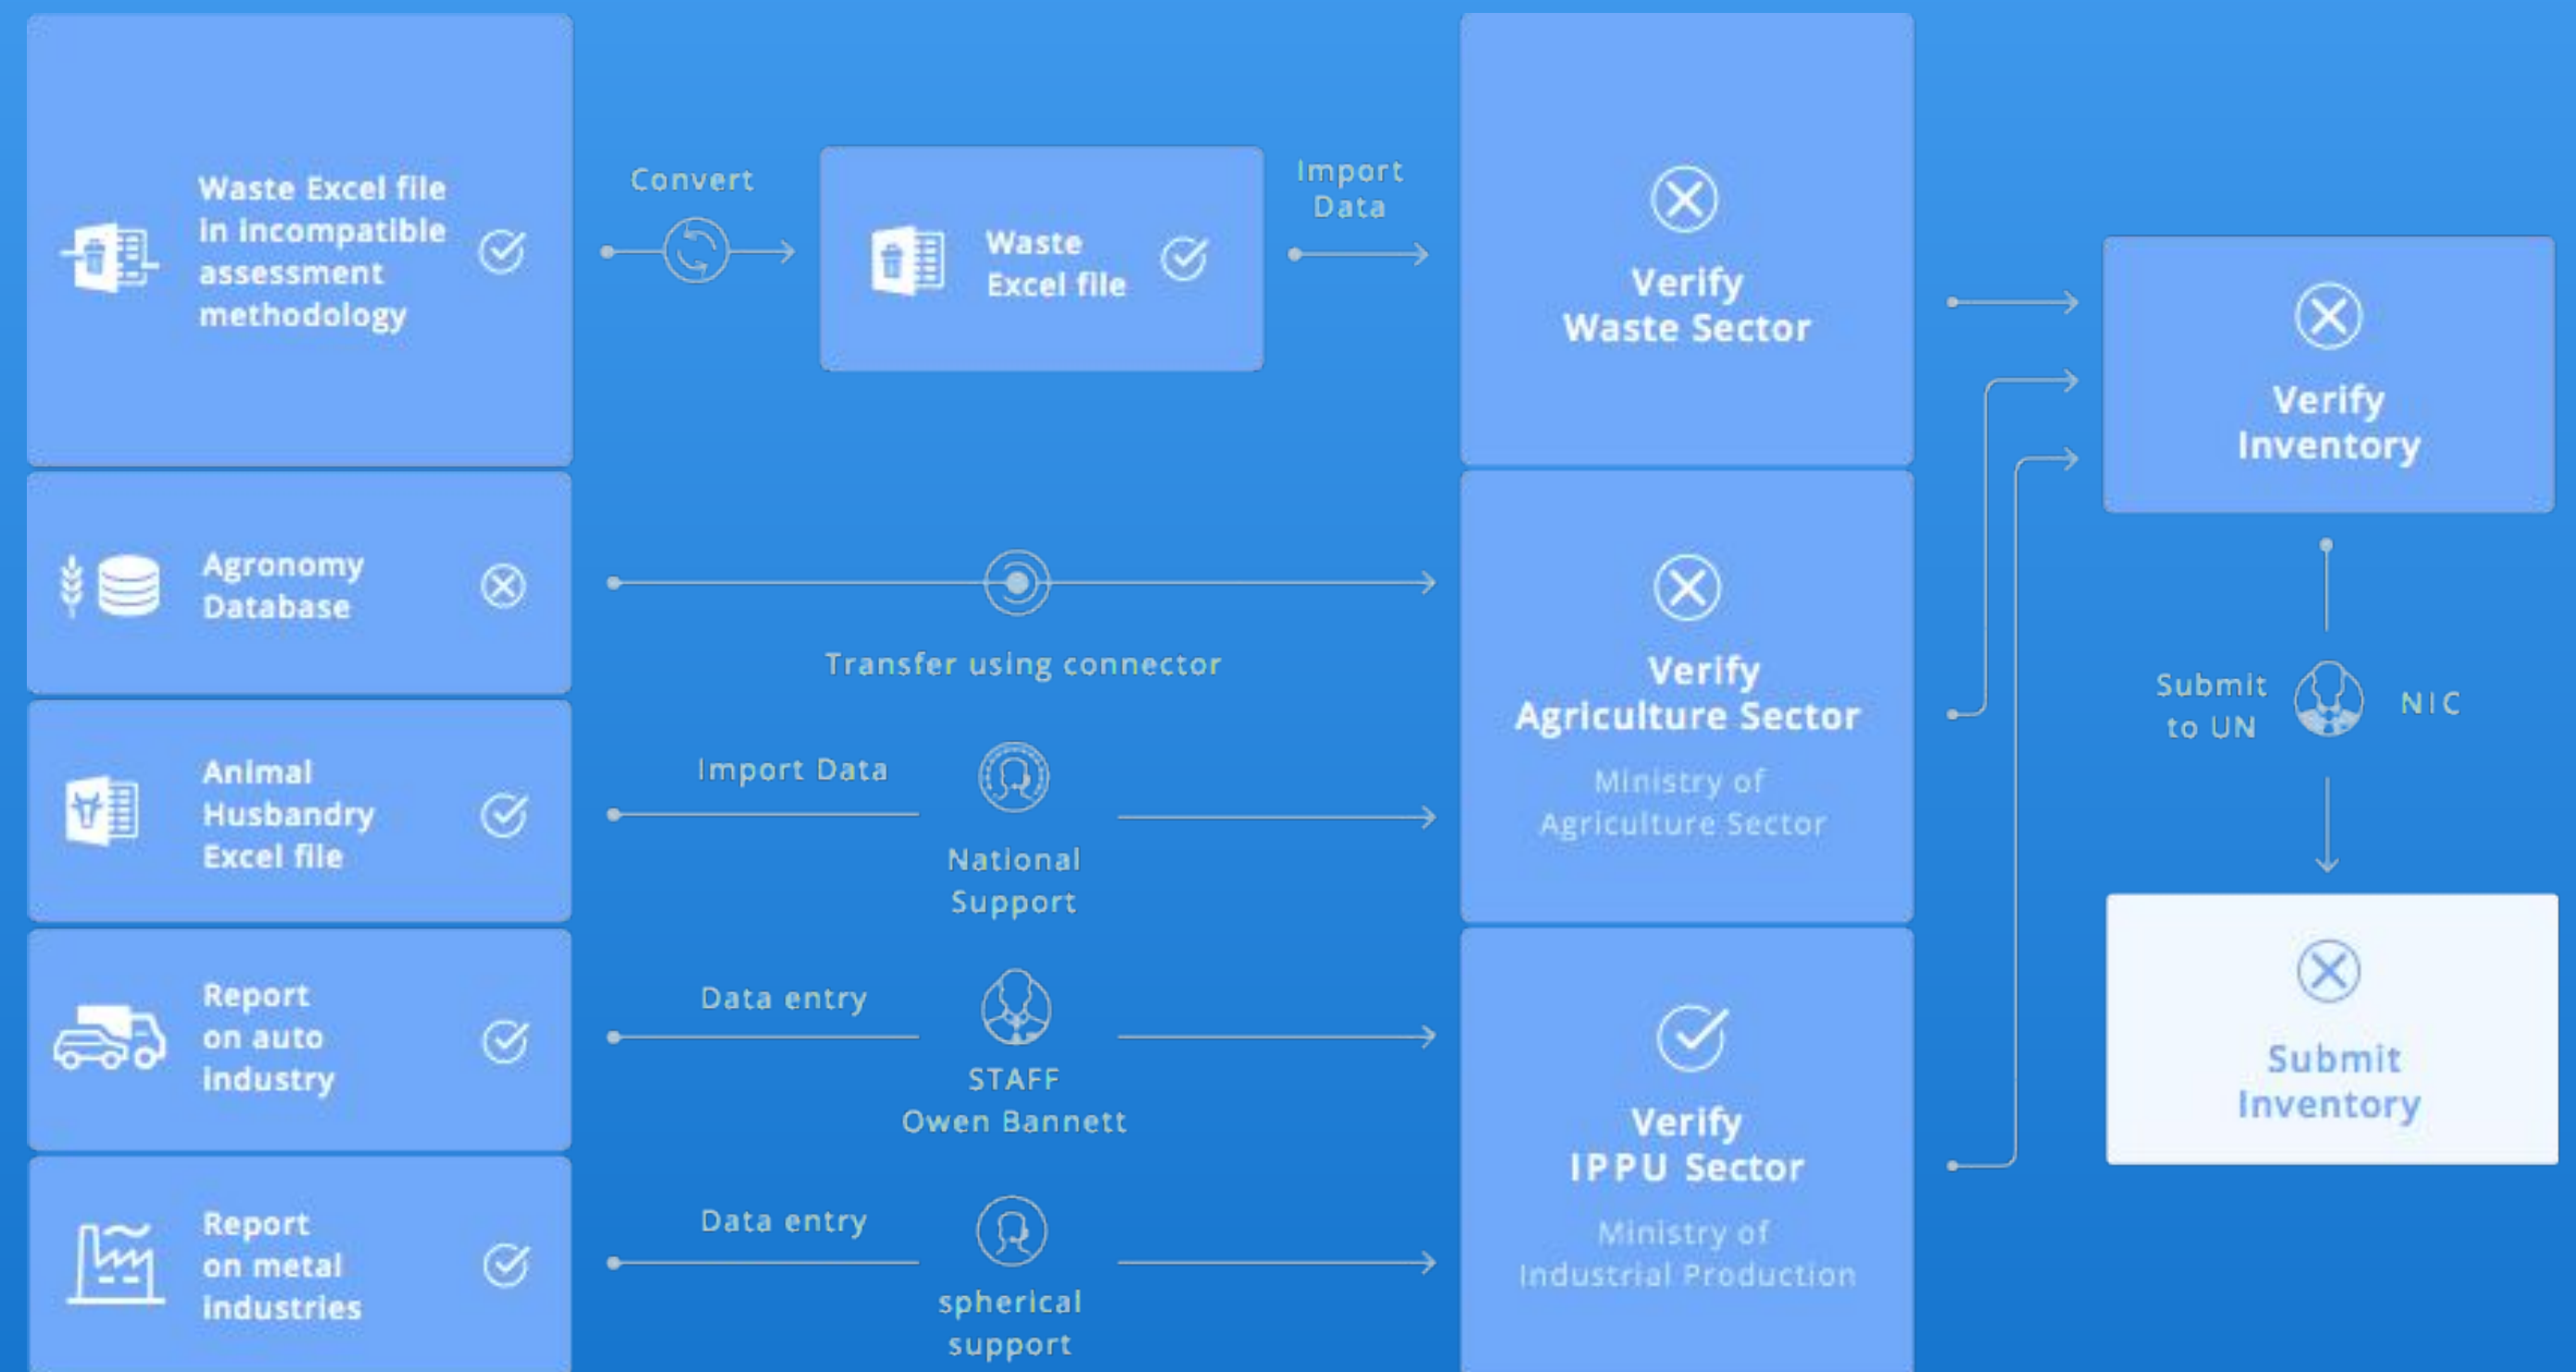 Waste Excel file
in incompatible
assessment
methodology
Convert
Waste
Excel file
Import
Data
Verify
Waste Sector
Agronomy
Database
Transfer using connector
Animal
Husbandry
Excel file
Import Data
National
Support
Verify
Agriculture Sector
Ministry of
Agriculture Sector
Report
on auto
industry
Data entry
STAFF
Owen Bannett
Report
on metal
industries
Data entry
spherical
support
Verify
IPPU Sector
Ministry of
Industrial Production
Verify
Inventory
Submit
to UN
NIC
Submit
Inventory